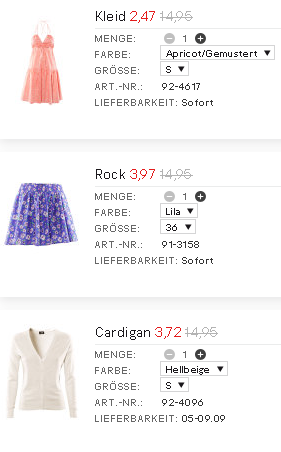 Kleid 2,47 14,95
MENGE: 1
FARBE: Apricot/Gemustert
GRÖSSE: S
ART.-NR.: 92-4617
LIEFERBARKEIT: Sofort
Rock 3,97 14,95
MENGE: 1
FARBE: Lila
GRÖSSE: 36
ART.-NR.: 91-3158
LIEFERBARKEIT: Sofort
Cardigan 3,72 14,95
MENGE: 1
FARBE: Hellbeige
GRÖSSE: S
ART.-NR.: 92-4096
LIEFERBARKEIT: 05-09.09